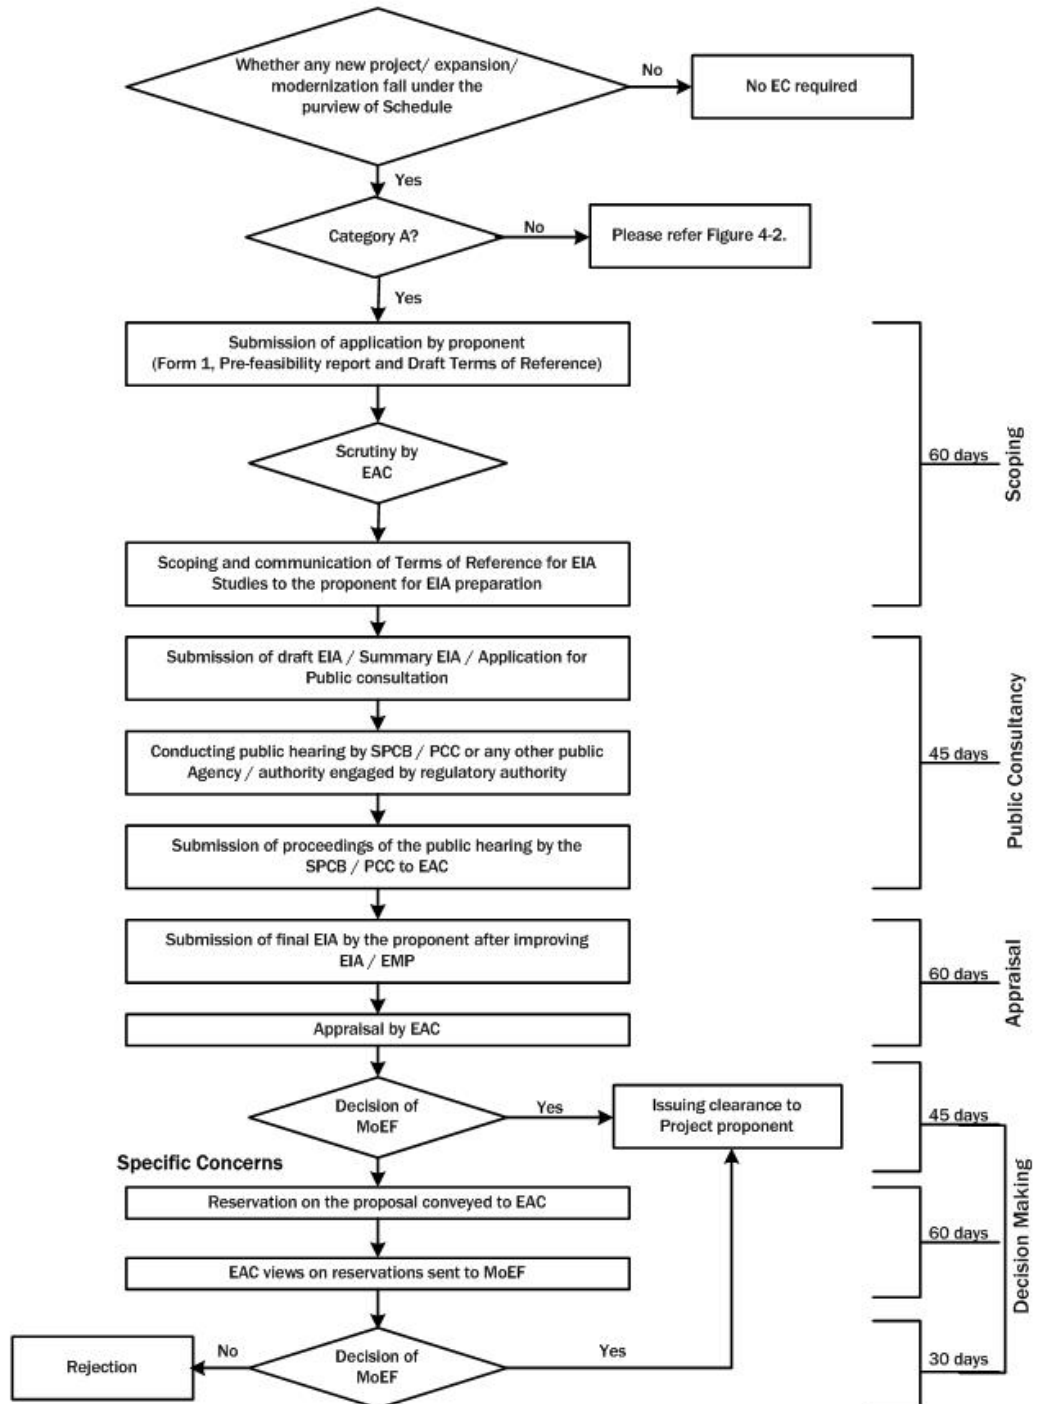 Whether any new project/ expansion/
modernization fall under the
purview of Schedule
No
No EC required
Yes
Category A?
No
Please refer Figure 4-2.
Yes
Submission of application by proponent
(Form 1, Pre-feasibility report and Draft Terms of Reference)
Scrutiny by
EAC
60 days
Scoping
Scoping and communication of Terms of Reference for EIA
Studies to the proponent for EIA preparation
Submission of draft EIA / Summary EIA / Application for
Public consultation
Conducting public hearing by SPCB / PCC or any other public
Agency / authority engaged by regulatory authority
45 days
Public Consultancy
Submission of proceedings of the public hearing by the
SPCB / PCC to EAC
Submission of final EIA by the proponent after improving
EIA / EMP
60 days
Appraisal
Appraisal by EAC
Decision of
MoEF
Yes
Issuing clearance to
Project proponent
45 days
Specific Concerns
Reservation on the proposal conveyed to EAC
60 days
Decision Making
EAC views on reservations sent to MoEF
Decision of
MoEF
No
Rejection
Yes
30 days